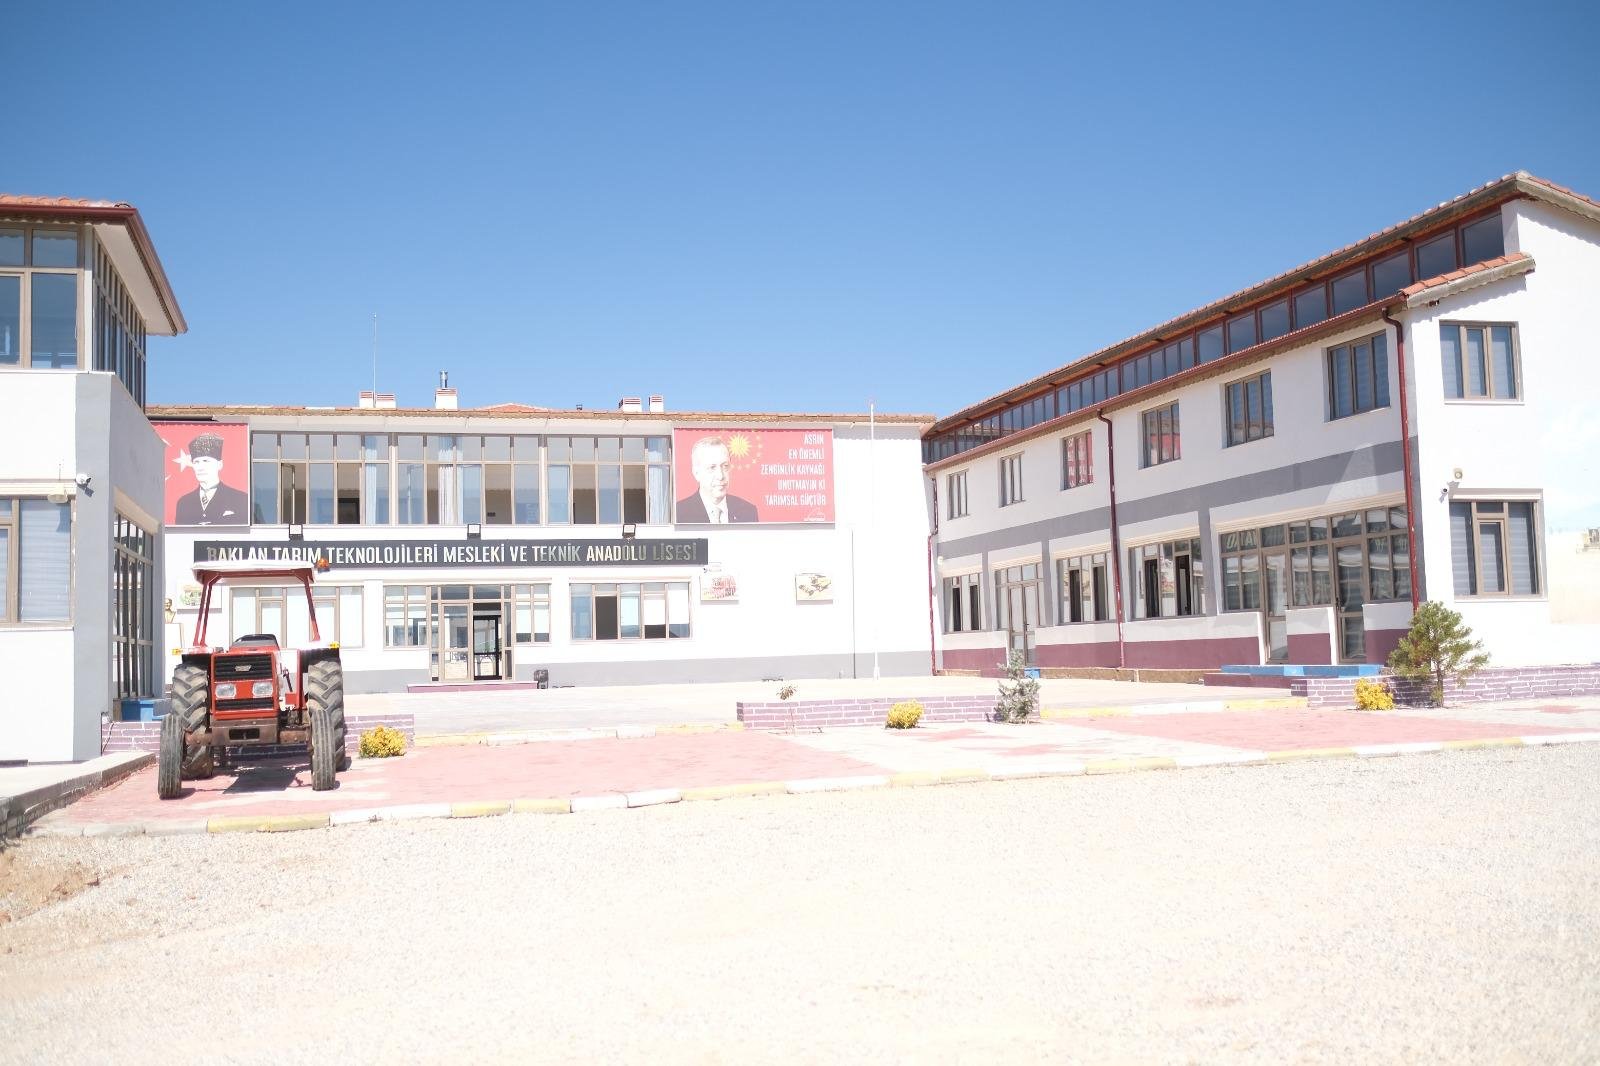 ASRIN
EN ÖNEMLİ
ZENGİNLİK KAYNAĞI
UNUTMAYIN Kİ
TARIMSAL GÜÇTÜR
BAKLAN TARIM TEKNOLOJİLERİ MESLEKİ VE TEKNİK ANADOLU LİSESİ